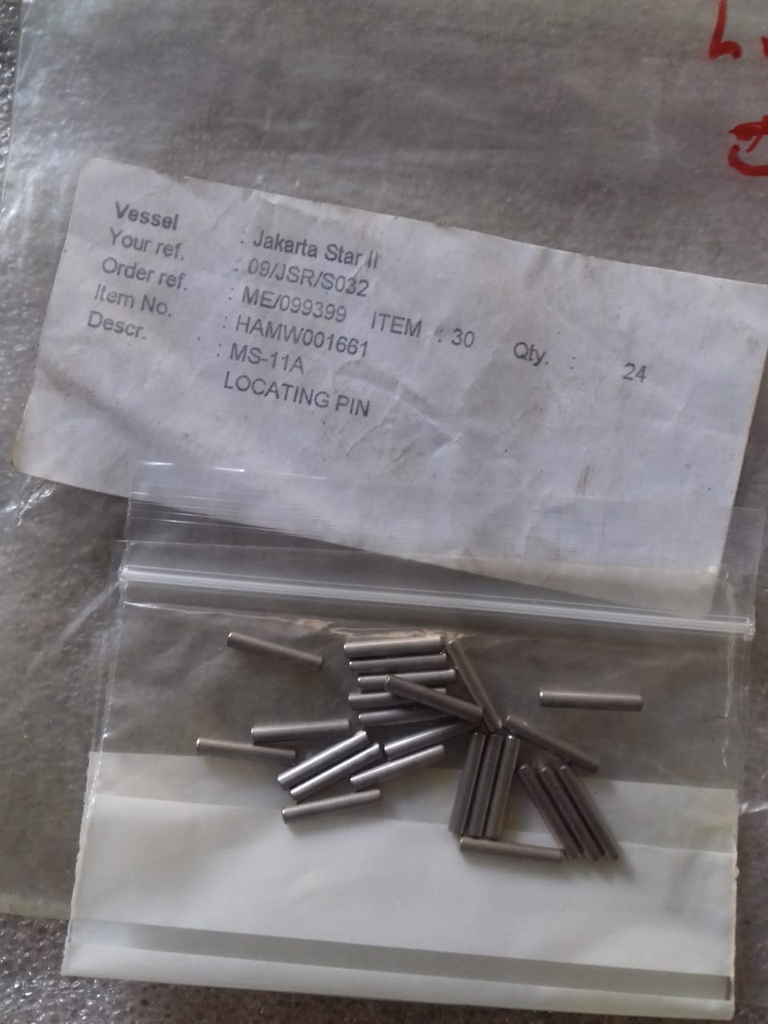 Vessel : Jakarta Star II
Your ref. : 09/JSR/S032
Order ref. : ME/099399 ITEM : 30 Qty. : 24
Item No. : HAMW001661
Descr. : MS-11A
LOCATING PIN